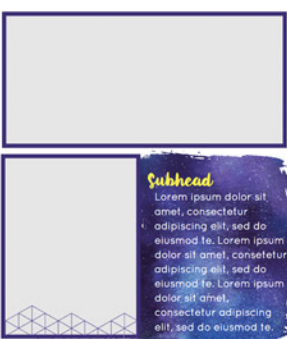 Subhead
Lorem ipsum dolor sit
amet, consectetur
adipiscing elit, sed do
eiusmod te. Lorem ipsum
dolor sit amet, consetetur
adipiscing elit, sed do
eiusmod te. Lorem ipsum
dolor sit amet,
consectetur adipiscing
elit, sed do eiusmod te.